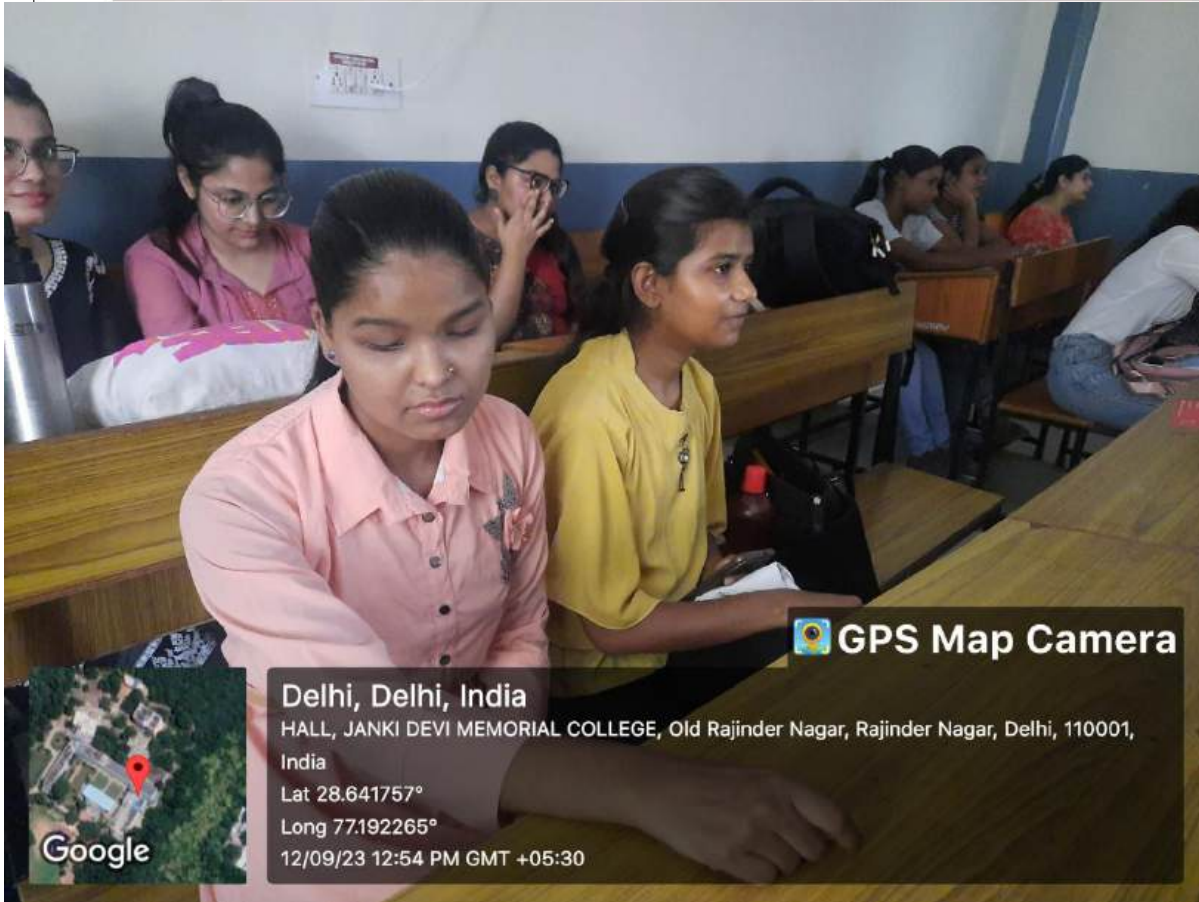 GPS Map Camera
Delhi, Delhi, India
HALL, JANKI DEVI MEMORIAL COLLEGE, Old Rajinder Nagar, Rajinder Nagar, Delhi, 110001,
India
Lat 28.641757°
Long 77.192265°
12/09/23 12:54 PM GMT +05:30
Google